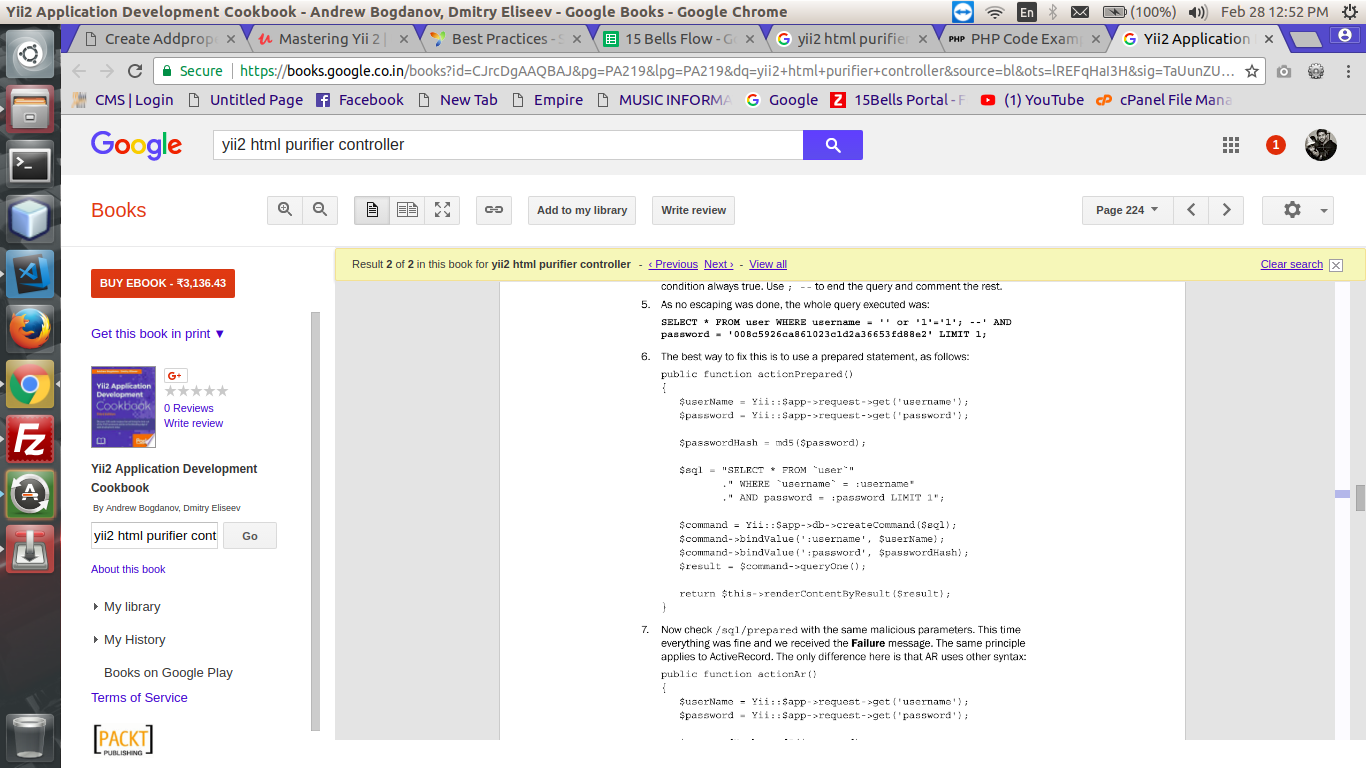 Yii2 Application Development Cookbook - Andrew Bogdanov, Dmitry Eliseev - Google Books - Google Chrome
En (100%) Feb 28 12:52 PM
Create Addprop Mastering Yii 2 | Best Practices - S 15 Bells Flow - G yii2 html purifier PHP Code Exam Yii2 Application
Secure https://books.google.co.in/books?id=CJrcDgAAQBAJ&pg=PA219&lpg=PA219&dq=yii2+html+purifier+controller&source=bl&ots=lREFqHaI3H&sig=TaUunZU...
CMS | Login Untitled Page Facebook New Tab Empire MUSIC INFORMA Google 15Bells Portal - F (1) YouTube cPanel File Mana
Google yii2 html purifier controller 1
Books Add to my library Write review Page 224
Result 2 of 2 in this book for yii2 html purifier controller - ‹ Previous Next › - View all Clear search
BUY EBOOK - ₹3,136.43
Get this book in print ▼
G+
0 Reviews
Write review
Yii2 Application
Development
Cookbook
Yii2 Application Development
Cookbook
By Andrew Bogdanov, Dmitry Eliseev
yii2 html purifier cont Go
About this book
My library
My History
Books on Google Play
Terms of Service
[PACKT]
PUBLISHING
condition always true. Use ; -- to end the query and comment the rest.
5. As no escaping was done, the whole query executed was:
SELECT * FROM user WHERE username = '' or '1'='1'; --' AND
password = '008c5926ca861023c1d2a36653fd88e2' LIMIT 1;
6. The best way to fix this is to use a prepared statement, as follows:
public function actionPrepared()
{
$userName = Yii::$app->request->get('username');
$password = Yii::$app->request->get('password');
$passwordHash = md5($password);
$sql = "SELECT * FROM `user`"
." WHERE `username` = :username"
." AND password = :password LIMIT 1";
$command = Yii::$app->db->createCommand($sql);
$command->bindValue(':username', $userName);
$command->bindValue(':password', $passwordHash);
$result = $command->queryOne();
return $this->renderContentByResult($result);
}
7. Now check /sql/prepared with the same malicious parameters. This time
everything was fine and we received the Failure message. The same principle
applies to ActiveRecord. The only difference here is that AR uses other syntax:
public function actionAr()
{
$userName = Yii::$app->request->get('username');
$password = Yii::$app->request->get('password');